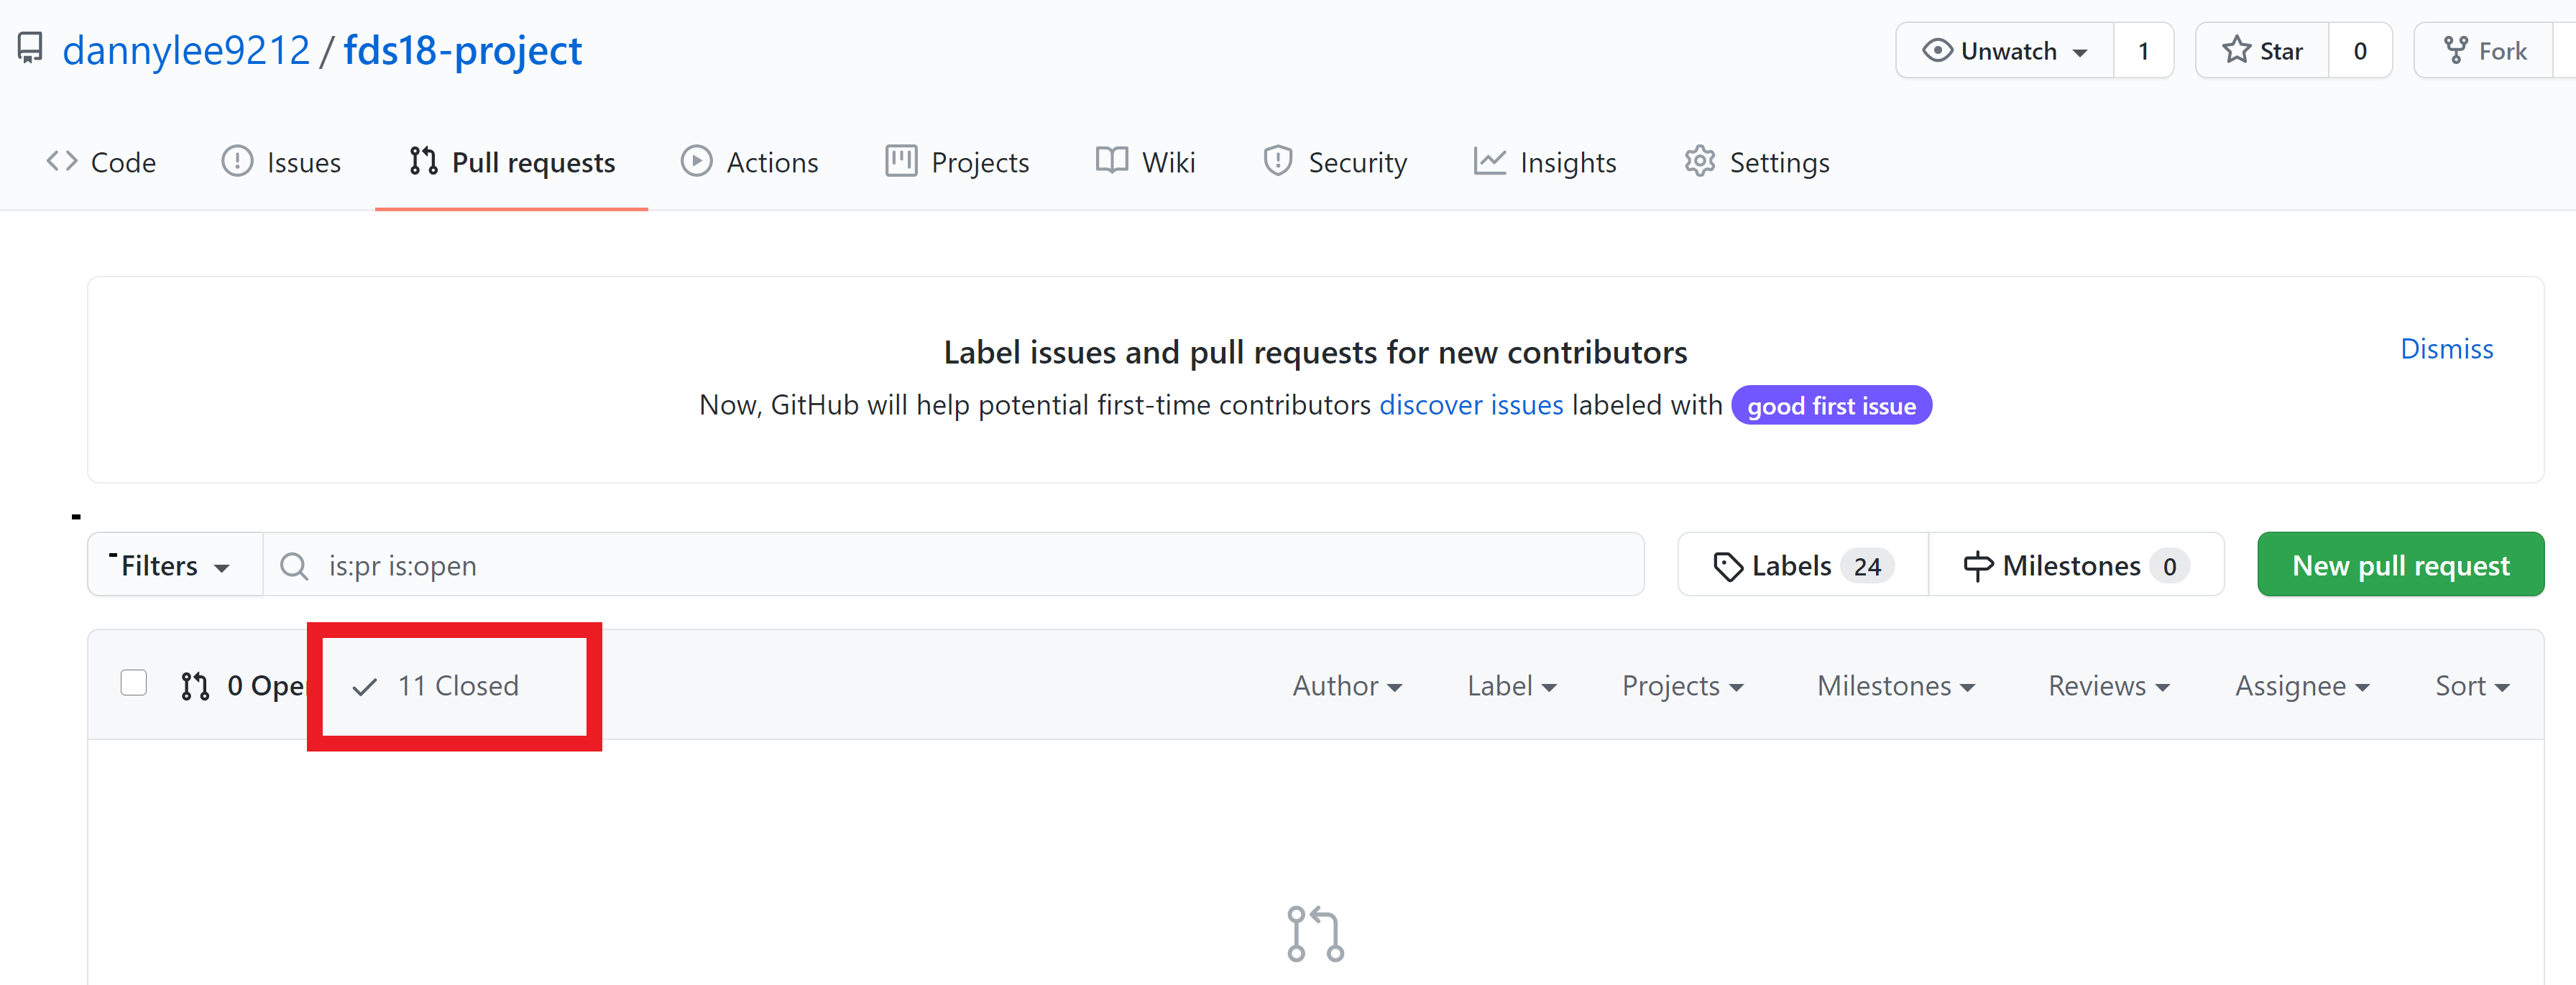 dannylee9212 / fds18-project
Unwatch 1 Star 0 Fork
Code Issues Pull requests Actions Projects Wiki Security Insights Settings
Label issues and pull requests for new contributors
Dismiss
Now, GitHub will help potential first-time contributors discover issues labeled with good first issue
Filters is:pr is:open Labels 24 Milestones 0 New pull request
0 Ope 11 Closed Author Label Projects Milestones Reviews Assignee Sort